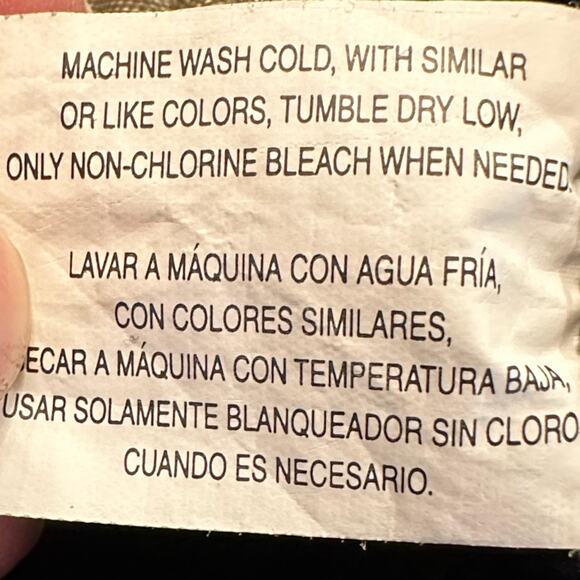 MACHINE WASH COLD, WITH SIMILAR
OR LIKE COLORS, TUMBLE DRY LOW,
ONLY NON-CHLORINE BLEACH WHEN NEEDED.
LAVAR A MÁQUINA CON AGUA FRÍA,
CON COLORES SIMILARES,
ECAR A MÁQUINA CON TEMPERATURA BAJA,
USAR SOLAMENTE BLANQUEADOR SIN CLORO
CUANDO ES NECESARIO.